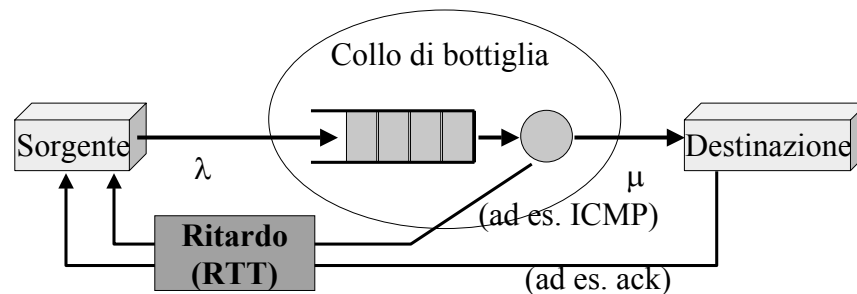 Collo di bottiglia
Sorgente
λ
μ
Destinazione
(ad es. ICMP)
Ritardo
(RTT)
(ad es. ack)